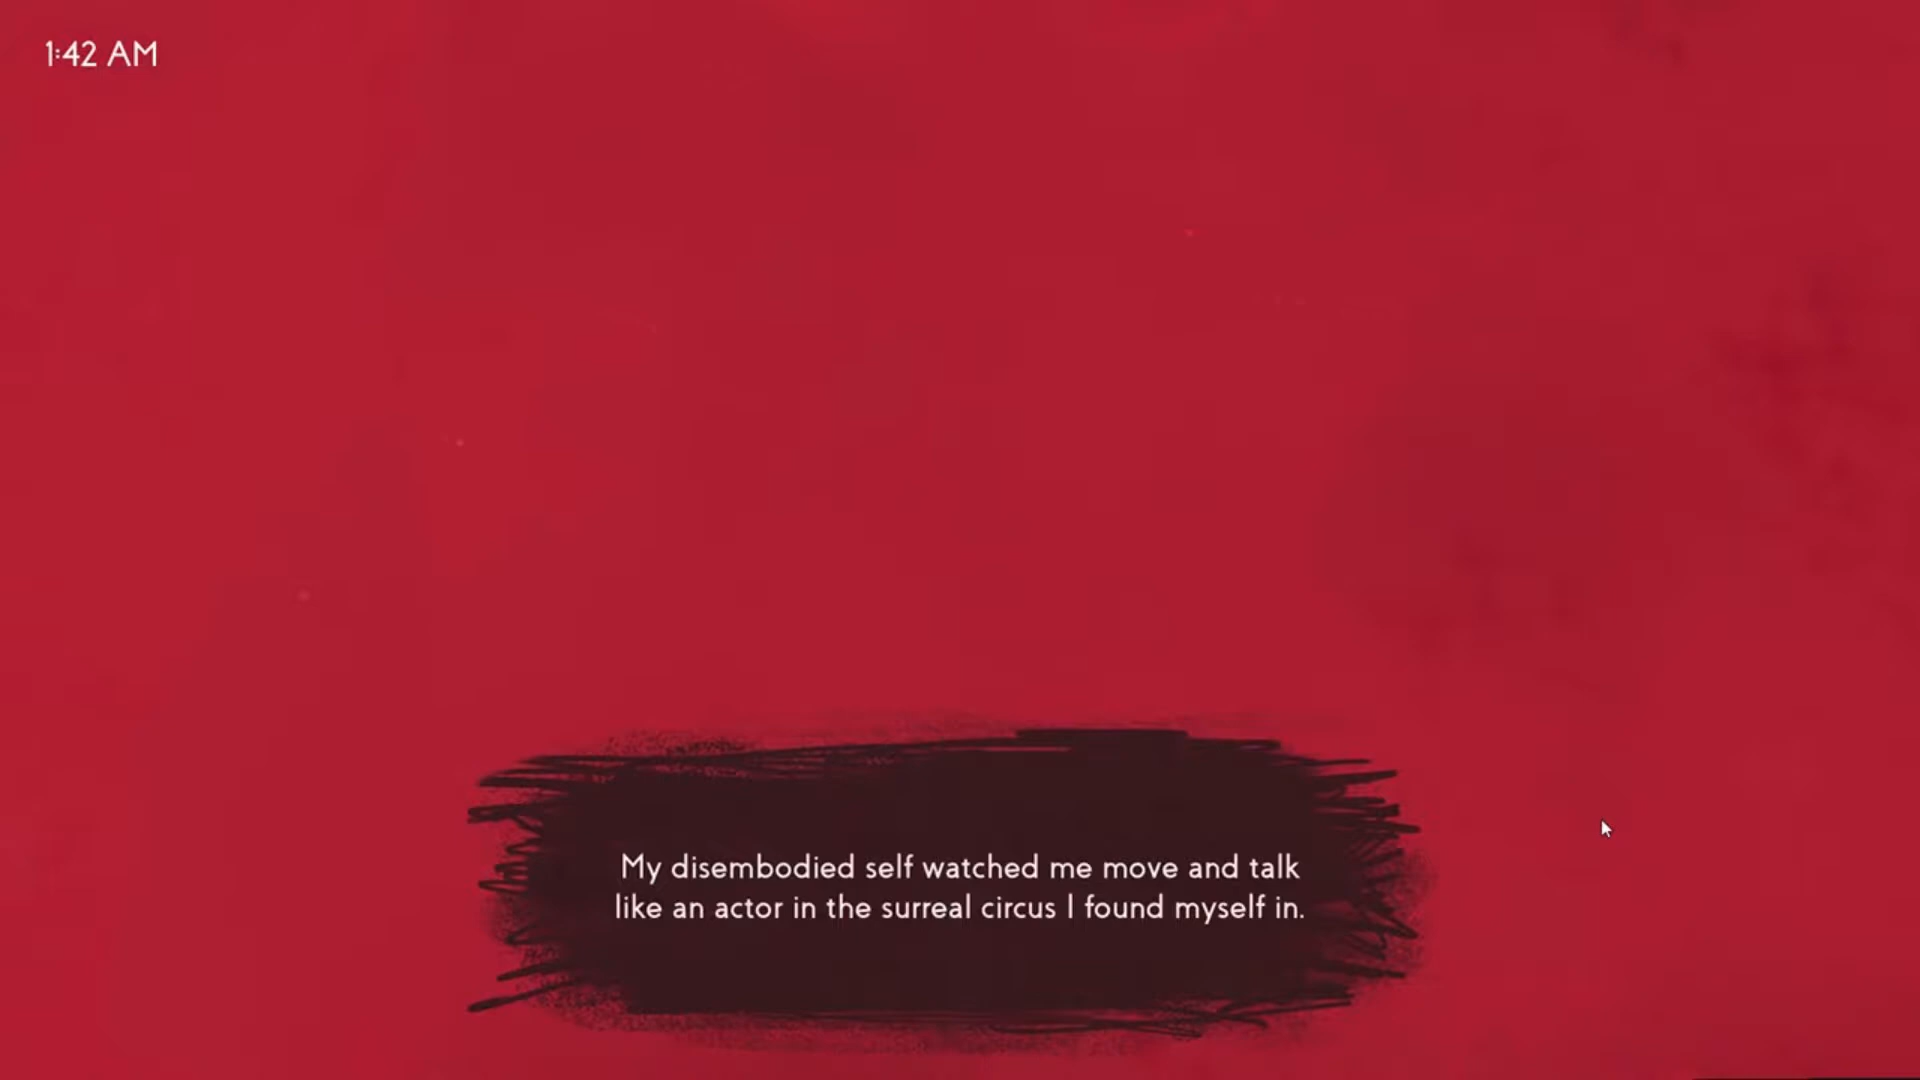 1:42 AM
My disembodied self watched me move and talk
like an actor in the surreal circus I found myself in.